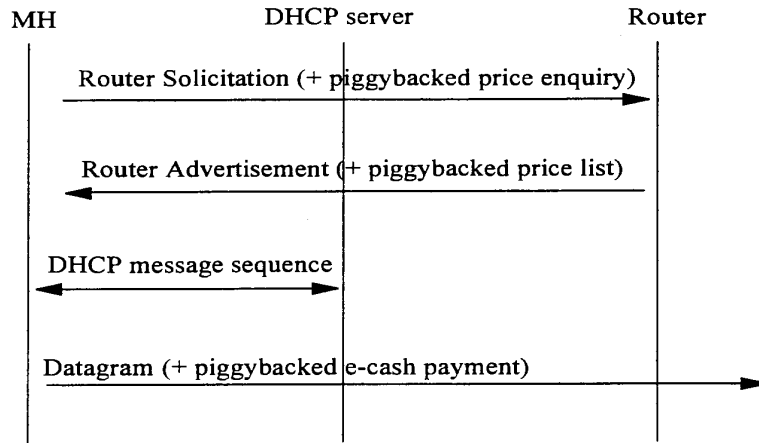 MH
DHCP server
Router
Router Solicitation (+ piggybacked price enquiry)
Router Advertisement (+ piggybacked price list)
DHCP message sequence
Datagram (+ piggybacked e-cash payment)